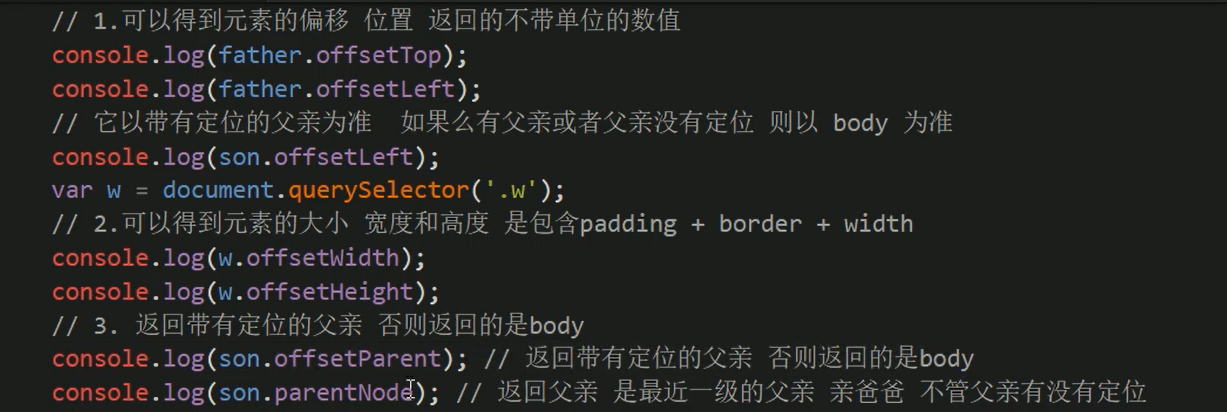 // 1.可以得到元素的偏移 位置 返回的不带单位的数值
console.log(father.offsetTop);
console.log(father.offsetLeft);
// 它以带有定位的父亲为准  如果么有父亲或者父亲没有定位 则以 body 为准
console.log(son.offsetLeft);
var w = document.querySelector('.w');
// 2.可以得到元素的大小 宽度和高度 是包含padding + border + width
console.log(w.offsetWidth);
console.log(w.offsetHeight);
// 3. 返回带有定位的父亲 否则返回的是body
console.log(son.offsetParent); // 返回带有定位的父亲 否则返回的是body
console.log(son.parentNode); // 返回父亲 是最近一级的父亲 亲爸爸 不管父亲有没有定位